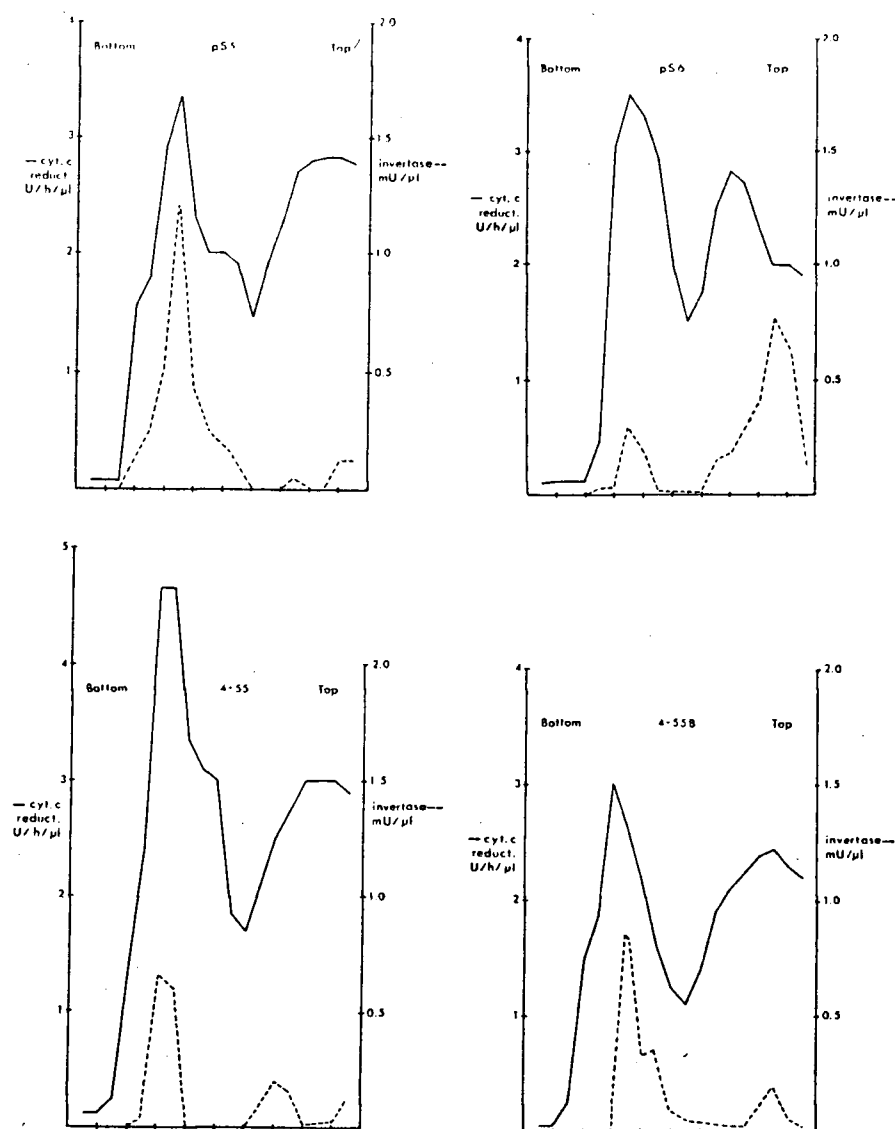 4
2.0
Bottom pS5 Top
3
1.5
— cyt.c
reduct.
U/h/µl
invertase--
mU/µl
2
1.0
1
0.5
4
2.0
Bottom pS6 Top
3
1.5
— cyt.c
reduct.
U/h/µl
invertase--
mU/µl
2
1.0
1
0.5
5
4
2.0
Bottom 4-55 Top
3
1.5
— cyt.c
reduct.
U/h/µl
invertase--
mU/µl
2
1.0
1
0.5
4
2.0
Bottom 4-55B Top
3
1.5
— cyt.c
reduct.
U/h/µl
invertase--
mU/µl
2
1.0
1
0.5